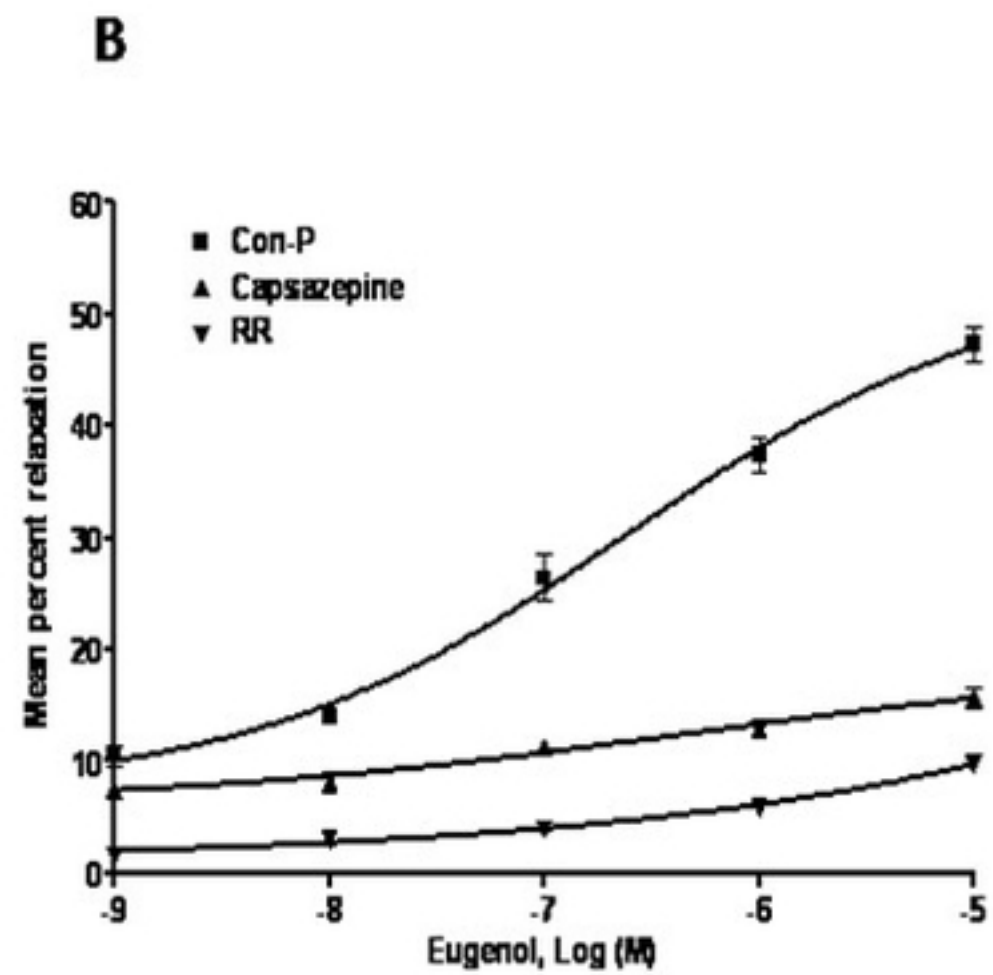 B
60
Con-P
Capsazepine
RR
50
40
30
20
10
0
Mean percent relaxation
-9 -8 -7 -6 -5
Eugenol, Log (M)